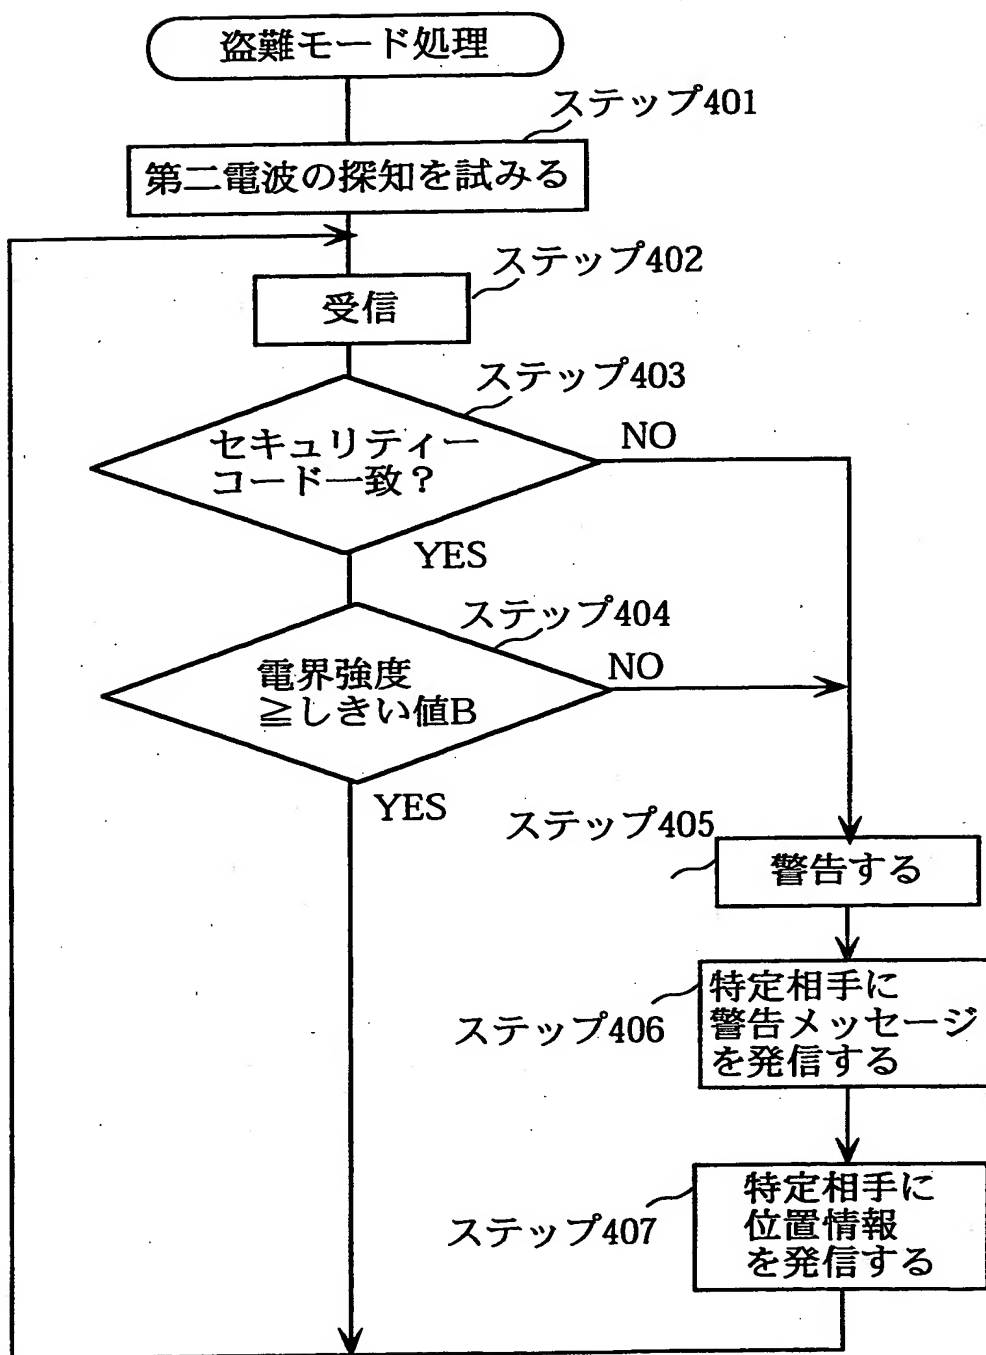 盗難モード処理
ステップ401
第二電波の探知を試みる
ステップ402
受信
ステップ403
セキュリティー
コード一致?
NO
YES
ステップ404
電界強度
≧しきい値B
NO
YES
ステップ405
警告する
ステップ406
特定相手に
警告メッセージ
を発信する
ステップ407
特定相手に
位置情報
を発信する